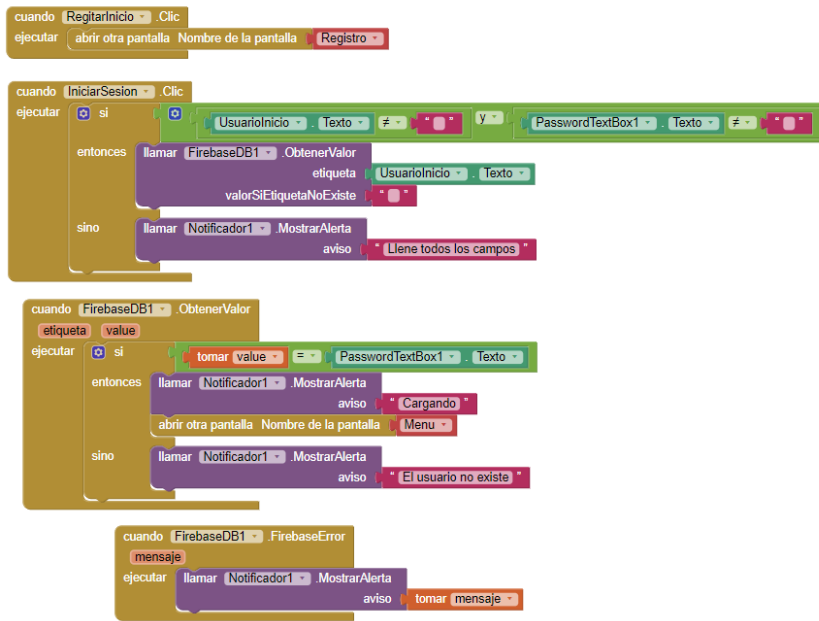 cuando RegitarInicio .Clic
ejecutar abrir otra pantalla Nombre de la pantalla Registro
cuando IniciarSesion .Clic
ejecutar si UsuarioInicio . Texto ≠ " " y PasswordTextBox1 . Texto ≠ " "
entonces llamar FirebaseDB1 .ObtenerValor
etiqueta UsuarioInicio . Texto
valorSiEtiquetaNoExiste " "
sino llamar Notificador1 .MostrarAlerta
aviso " Llene todos los campos "
cuando FirebaseDB1 .ObtenerValor
etiqueta value
ejecutar si tomar value = PasswordTextBox1 . Texto
entonces llamar Notificador1 .MostrarAlerta
aviso " Cargando "
abrir otra pantalla Nombre de la pantalla Menu
sino llamar Notificador1 .MostrarAlerta
aviso " El usuario no existe "
cuando FirebaseDB1 .FirebaseError
mensaje
ejecutar llamar Notificador1 .MostrarAlerta
aviso tomar mensaje